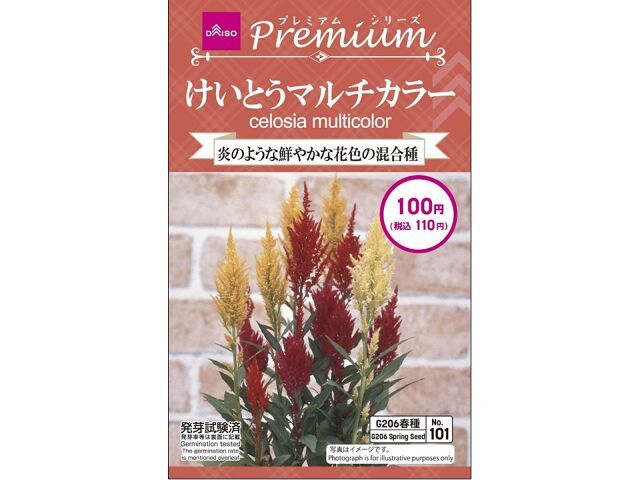 DAISO
プレミアム シリーズ
Premium
けいとうマルチカラー
celosia multicolor
炎のような鮮やかな花色の混合種
100円
(税込 110円)
発芽試験済
発芽率等は裏面に記載
Germination tested
The germination rate
is mentioned overleaf
G206春種
G206 Spring Seed
No.
101
写真はイメージです。
Photograph is for illustrative purposes only